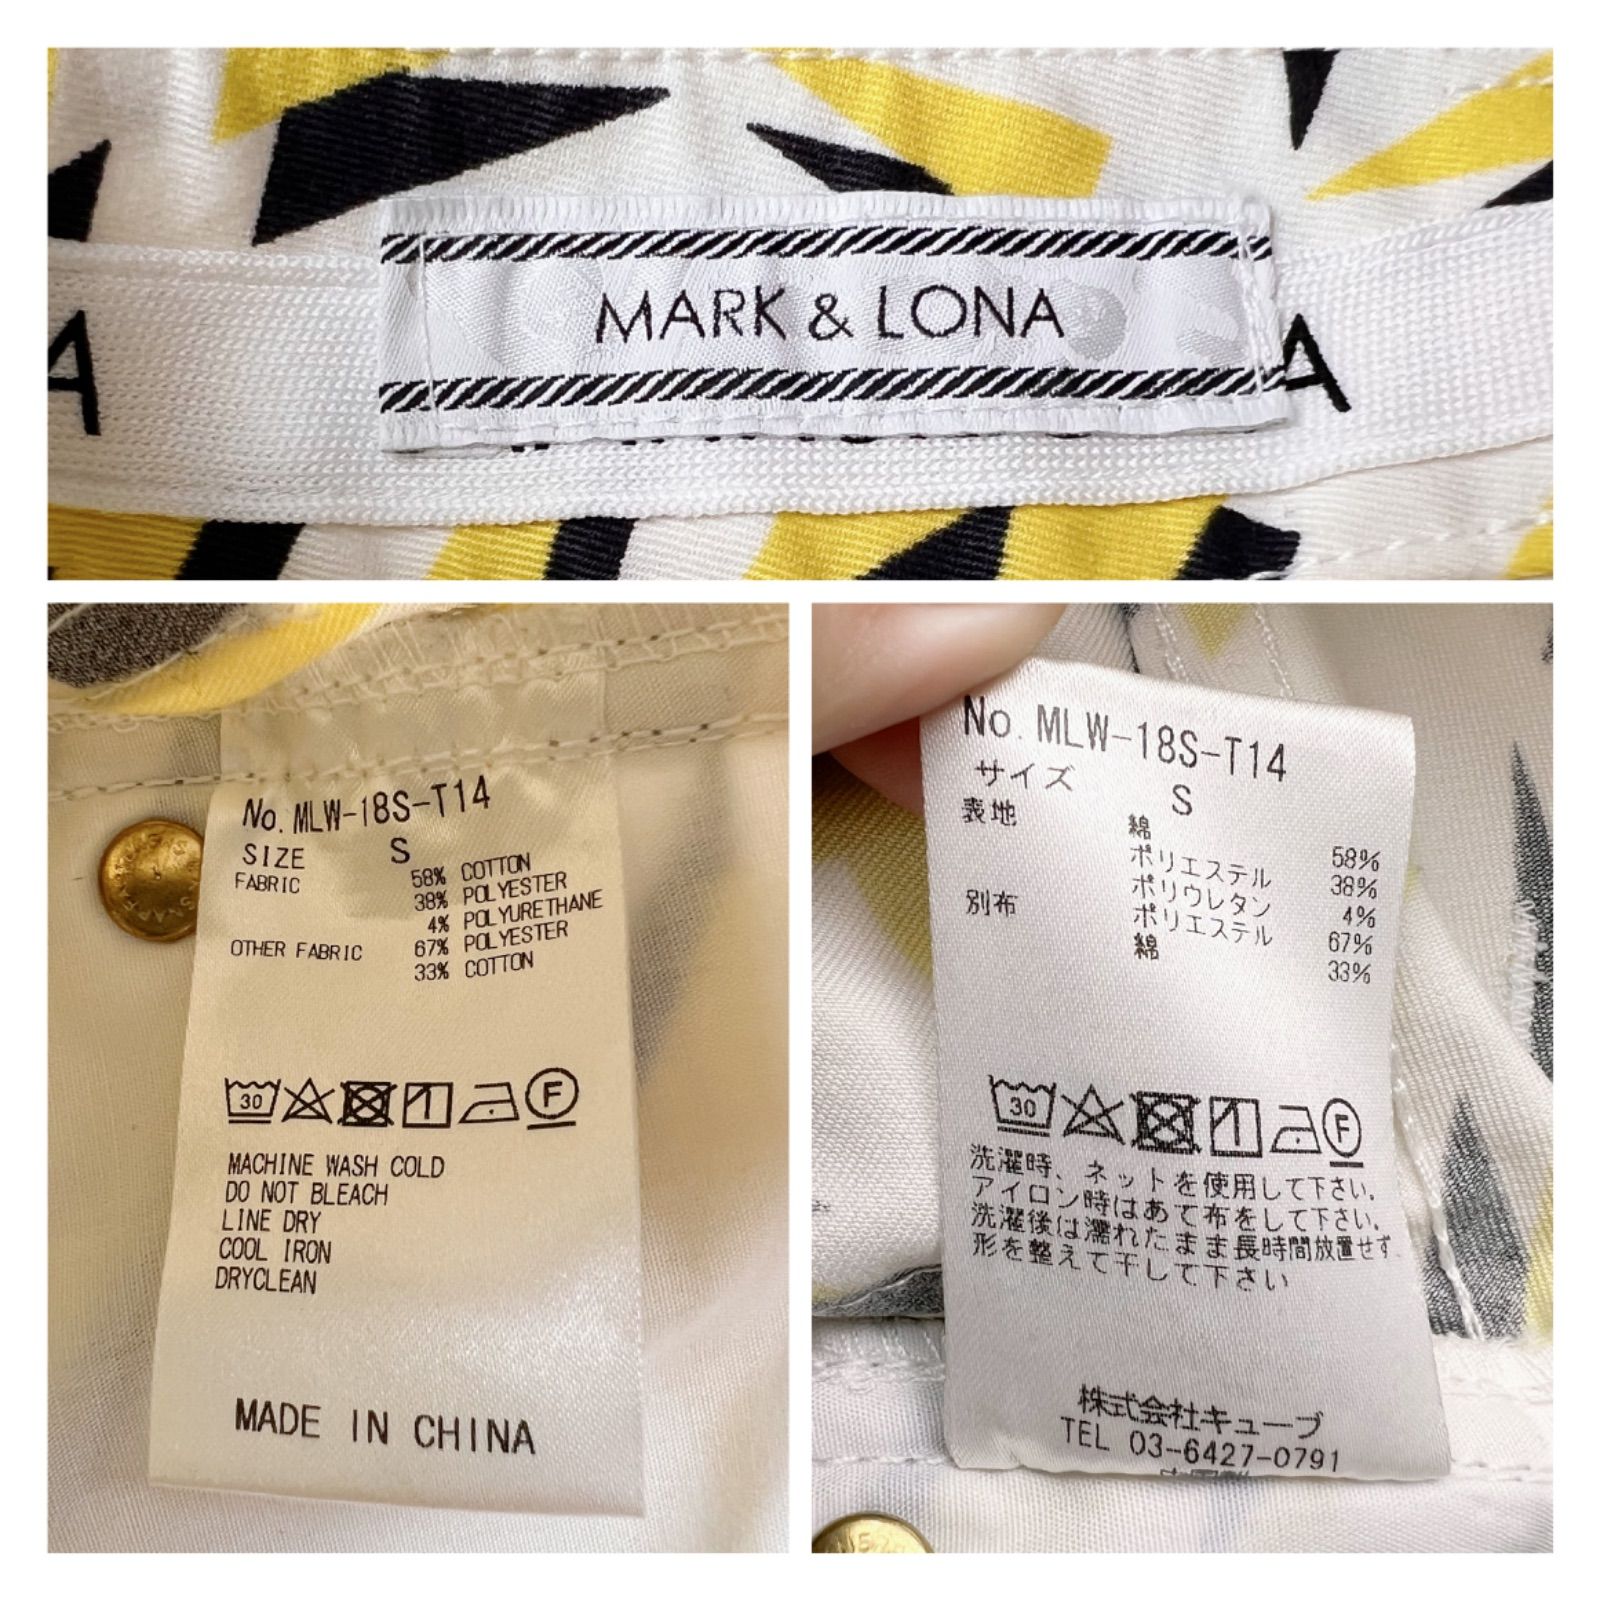 MARK & LONA
A
A
No. MLW-18S-T14
SIZE S
FABRIC 58% COTTON
38% POLYESTER
4% POLYURETHANE
OTHER FABRIC 67% POLYESTER
33% COTTON
30 F
MACHINE WASH COLD
DO NOT BLEACH
LINE DRY
COOL IRON
DRYCLEAN
MADE IN CHINA
No. MLW-18S-T14
サイズ S
表地 綿 58%
ポリエステル 38%
ポリウレタン 4%
別布 ポリエステル 67%
綿 33%
30 F
洗濯時、ネットを使用して下さい。
アイロン時はあて布をして下さい。
洗濯後は濡れたまま長時間放置せず
形を整えて干して下さい
株式会社キューブ
TEL 03-6427-0791